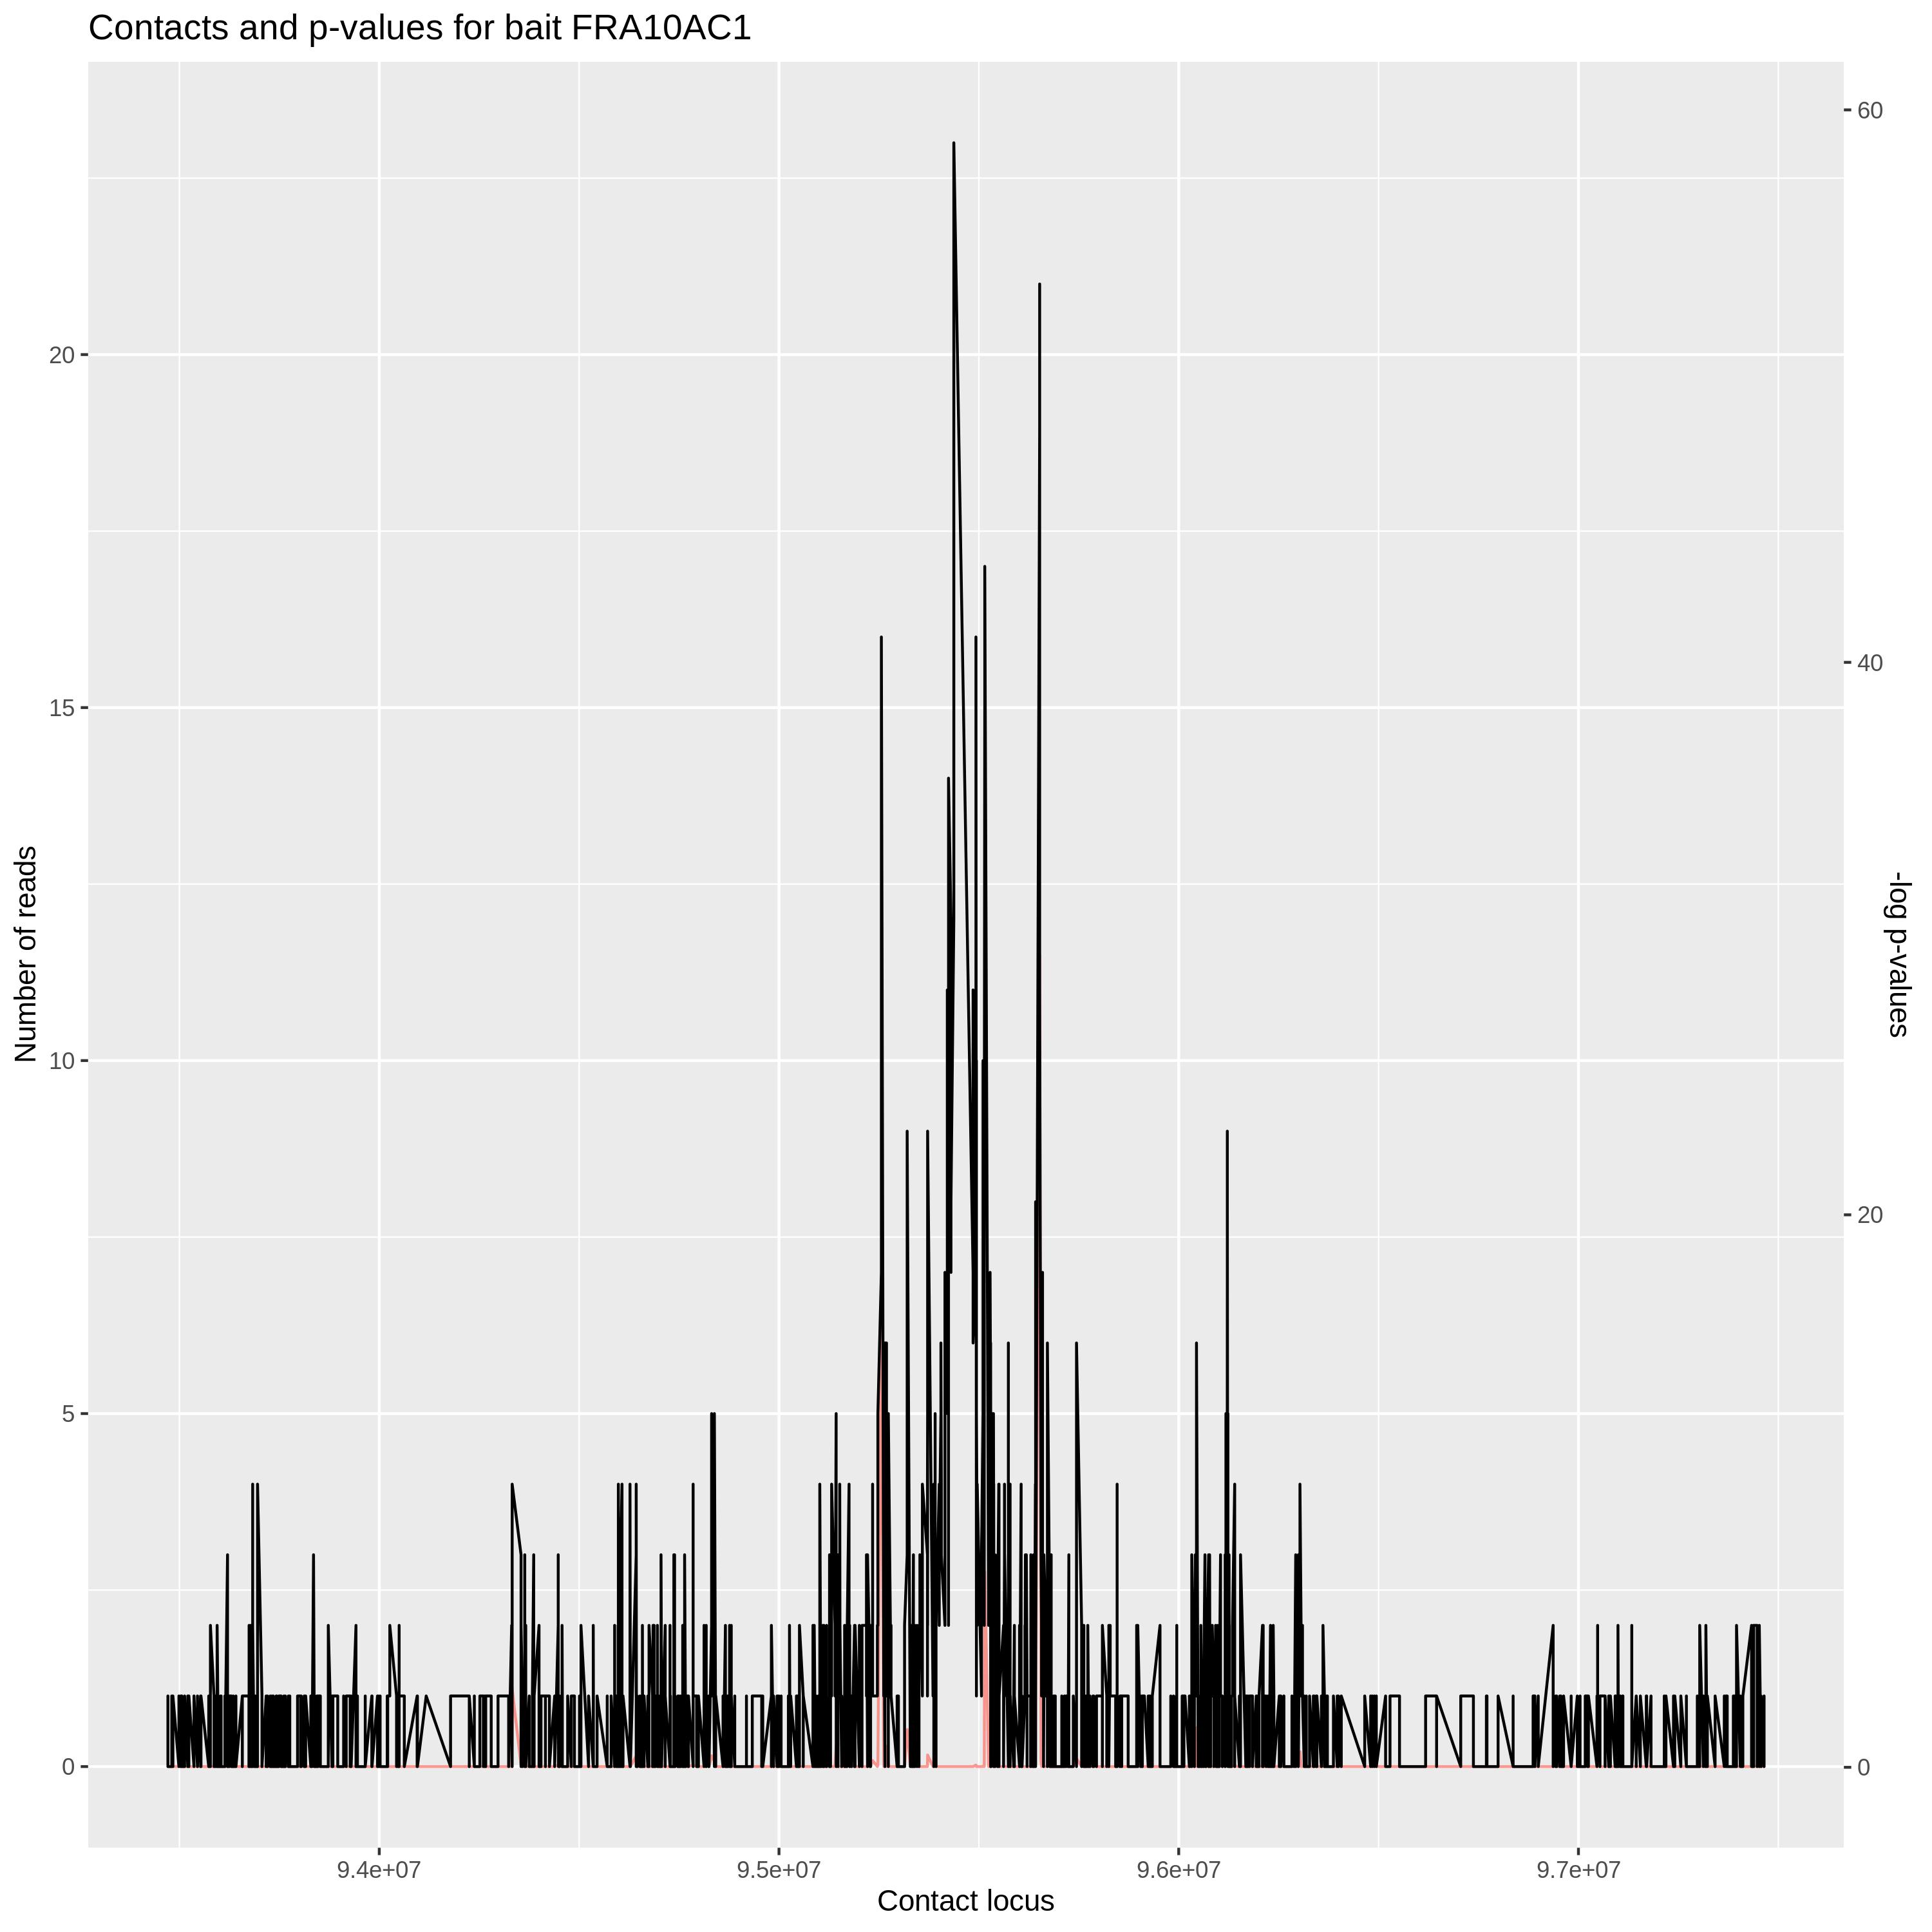 Contacts and p-values for bait FRA10AC1
Number of reads
20
15
10
5
0
60
40
20
0
-log p-values
9.4e+07 9.5e+07 9.6e+07 9.7e+07
Contact locus